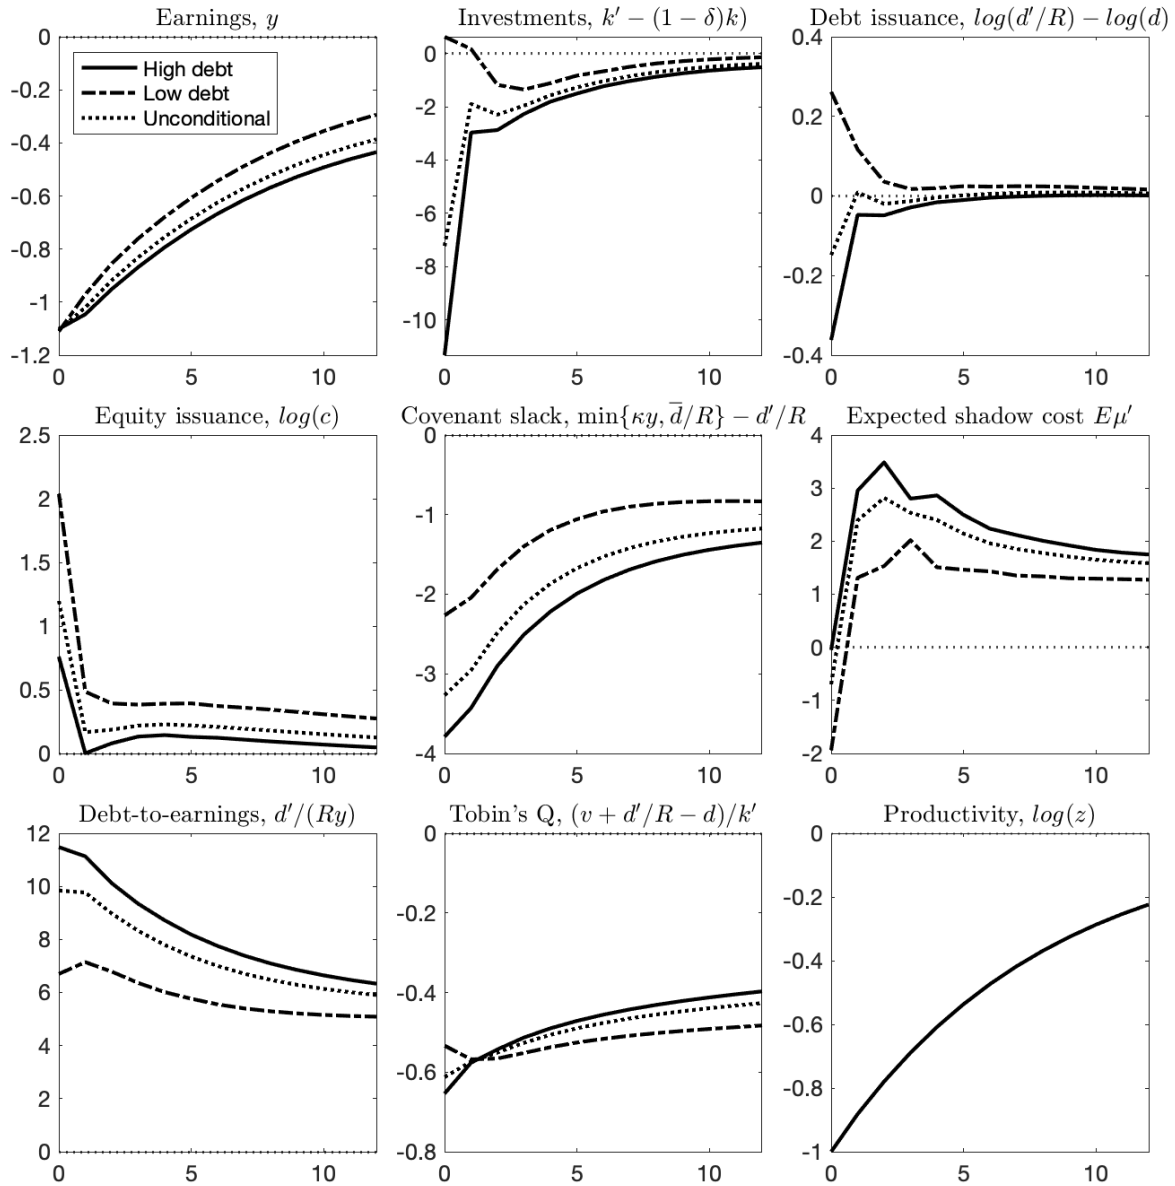 Earnings, y
0
-0.2
-0.4
-0.6
-0.8
-1
-1.2
0 5 10
High debt
Low debt
Unconditional
Investments, k′ − (1 − δ)k)
0
-2
-4
-6
-8
-10
0 5 10
Debt issuance, log(d′/R) − log(d)
0.4
0.2
0
-0.2
-0.4
0 5 10
Equity issuance, log(c)
2.5
2
1.5
1
0.5
0
0 5 10
Covenant slack, min{κy, d̅/R} − d′/R
0
-1
-2
-3
-4
0 5 10
Expected shadow cost Eμ′
4
3
2
1
0
-1
-2
0 5 10
Debt-to-earnings, d′/(Ry)
12
10
8
6
4
2
0
0 5 10
Tobin's Q, (v + d′/R − d)/k′
0
-0.2
-0.4
-0.6
-0.8
0 5 10
Productivity, log(z)
0
-0.2
-0.4
-0.6
-0.8
-1
0 5 10